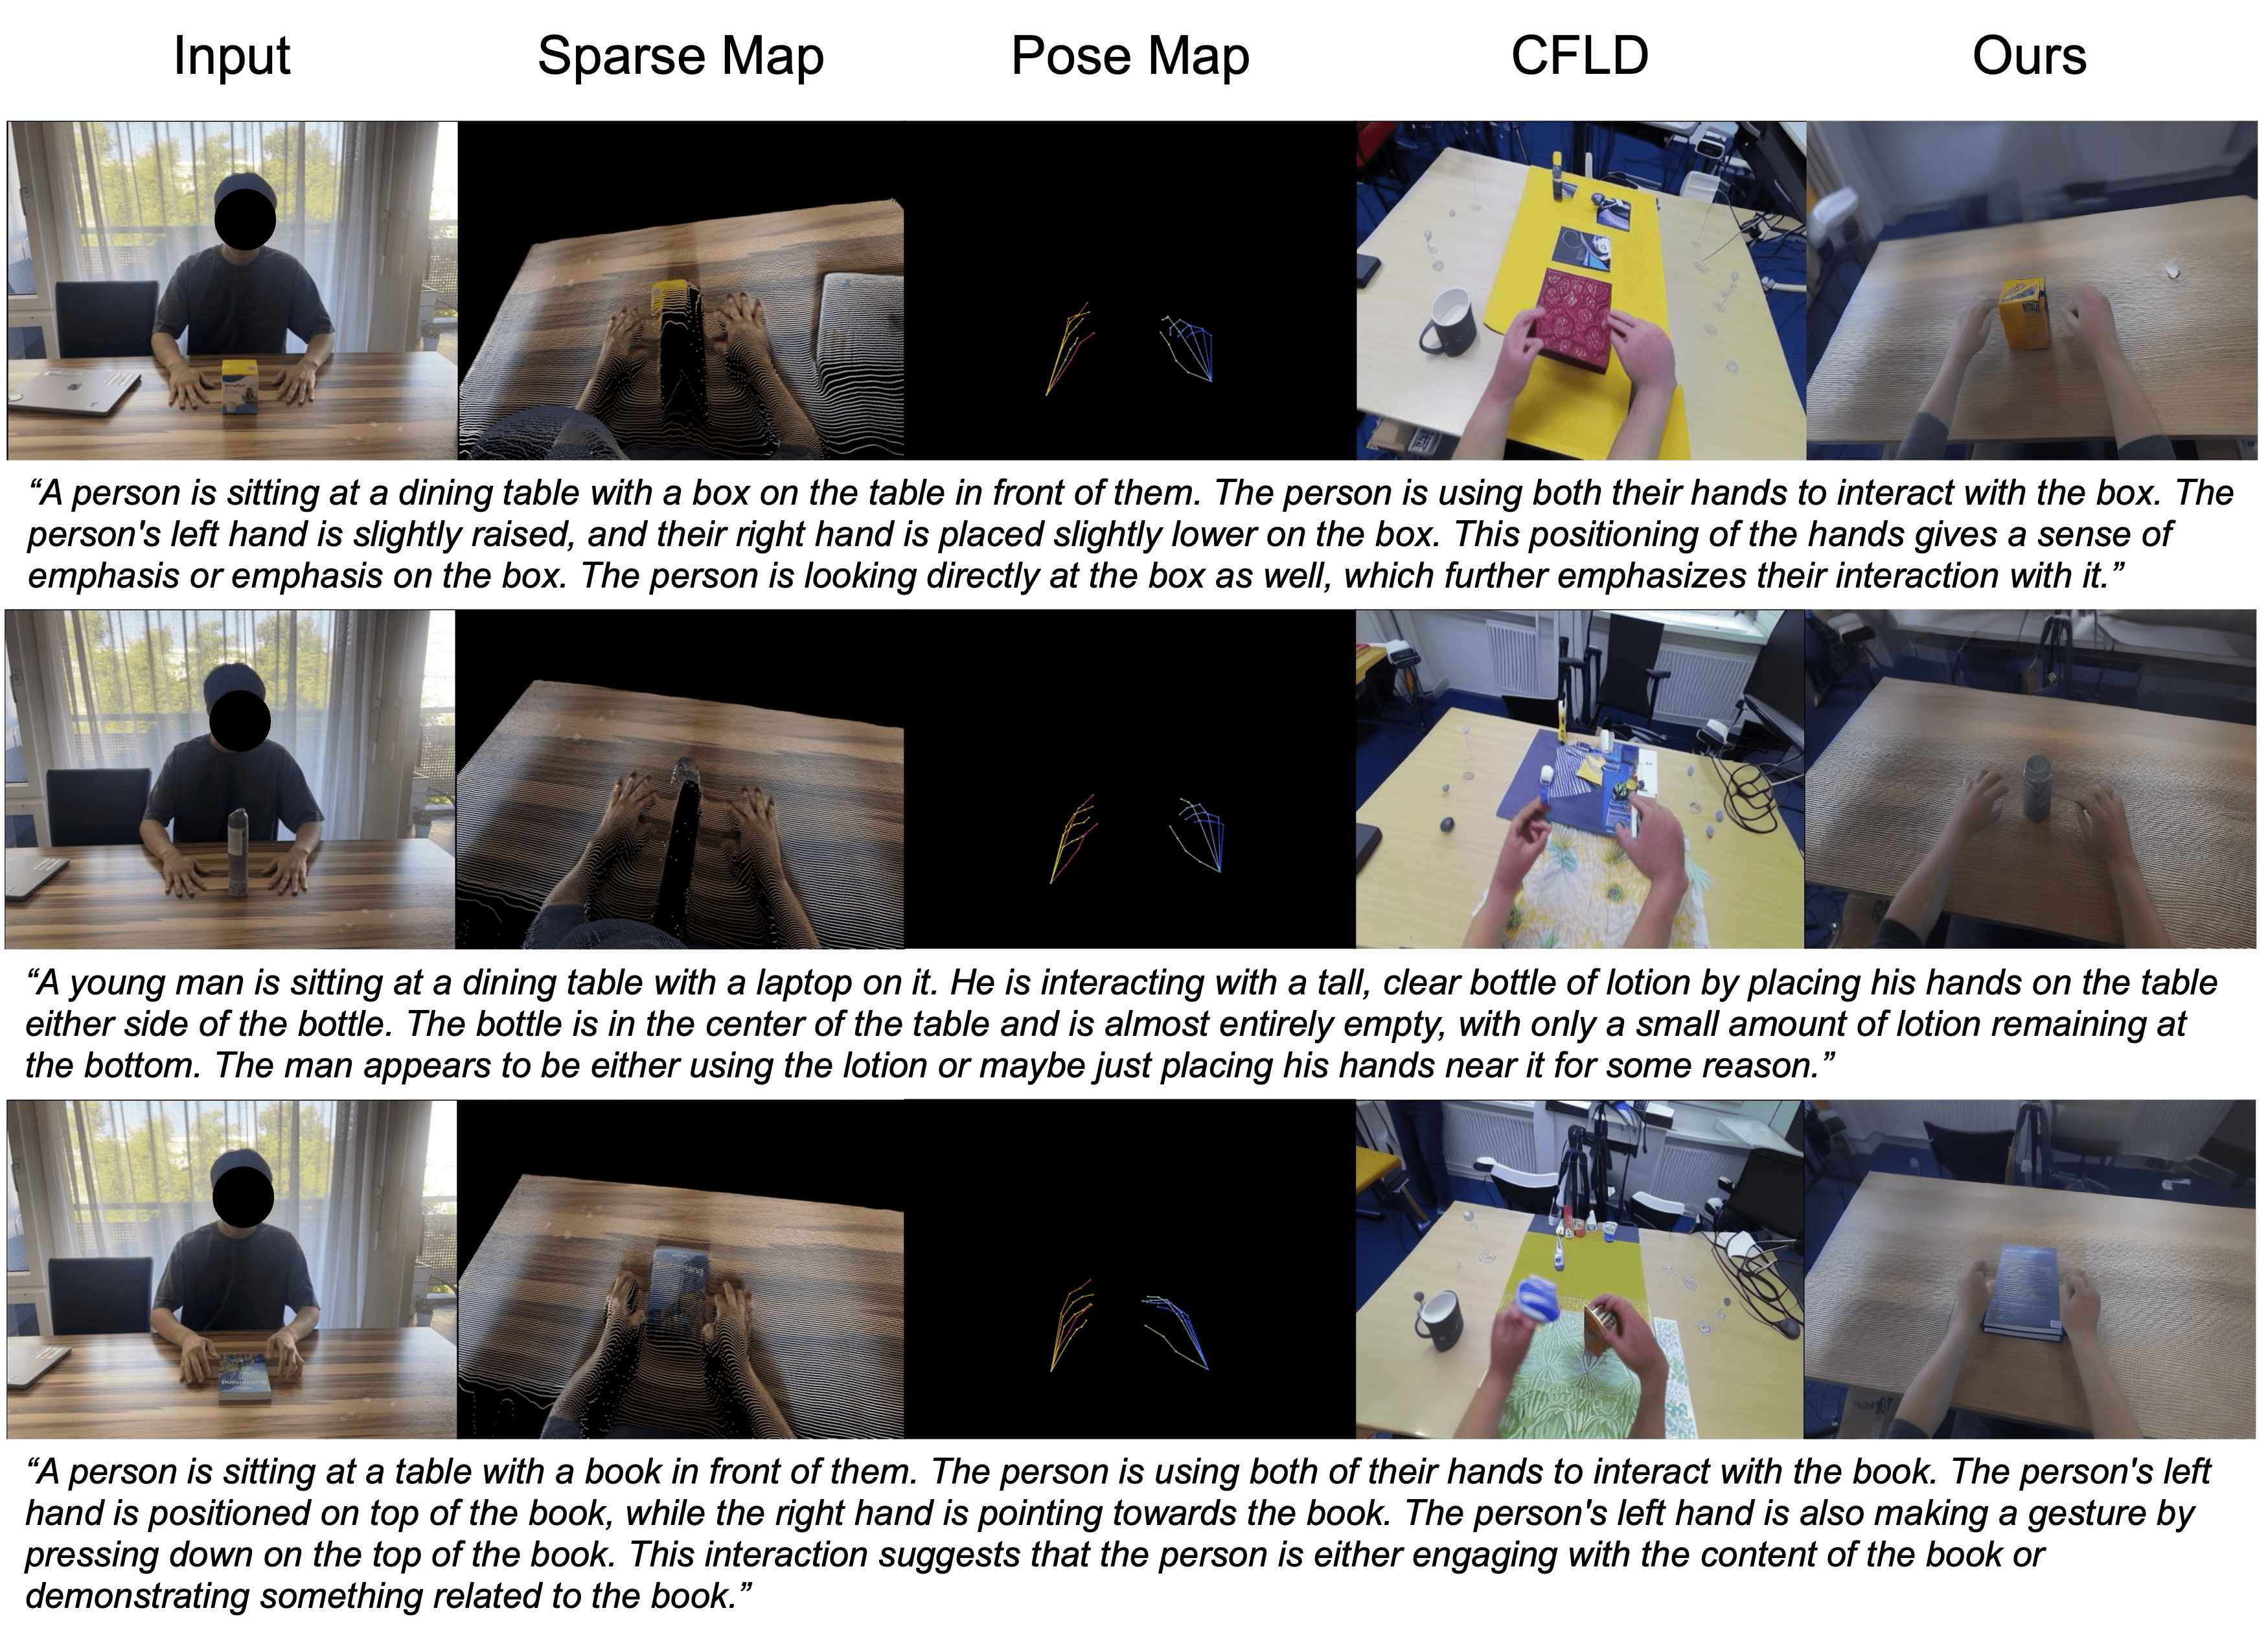 Input Sparse Map Pose Map CFLD Ours
“A person is sitting at a dining table with a box on the table in front of them. The person is using both their hands to interact with the box. The
person's left hand is slightly raised, and their right hand is placed slightly lower on the box. This positioning of the hands gives a sense of
emphasis or emphasis on the box. The person is looking directly at the box as well, which further emphasizes their interaction with it.”
“A young man is sitting at a dining table with a laptop on it. He is interacting with a tall, clear bottle of lotion by placing his hands on the table
either side of the bottle. The bottle is in the center of the table and is almost entirely empty, with only a small amount of lotion remaining at
the bottom. The man appears to be either using the lotion or maybe just placing his hands near it for some reason.”
“A person is sitting at a table with a book in front of them. The person is using both of their hands to interact with the book. The person's left
hand is positioned on top of the book, while the right hand is pointing towards the book. The person's left hand is also making a gesture by
pressing down on the top of the book. This interaction suggests that the person is either engaging with the content of the book or
demonstrating something related to the book.”